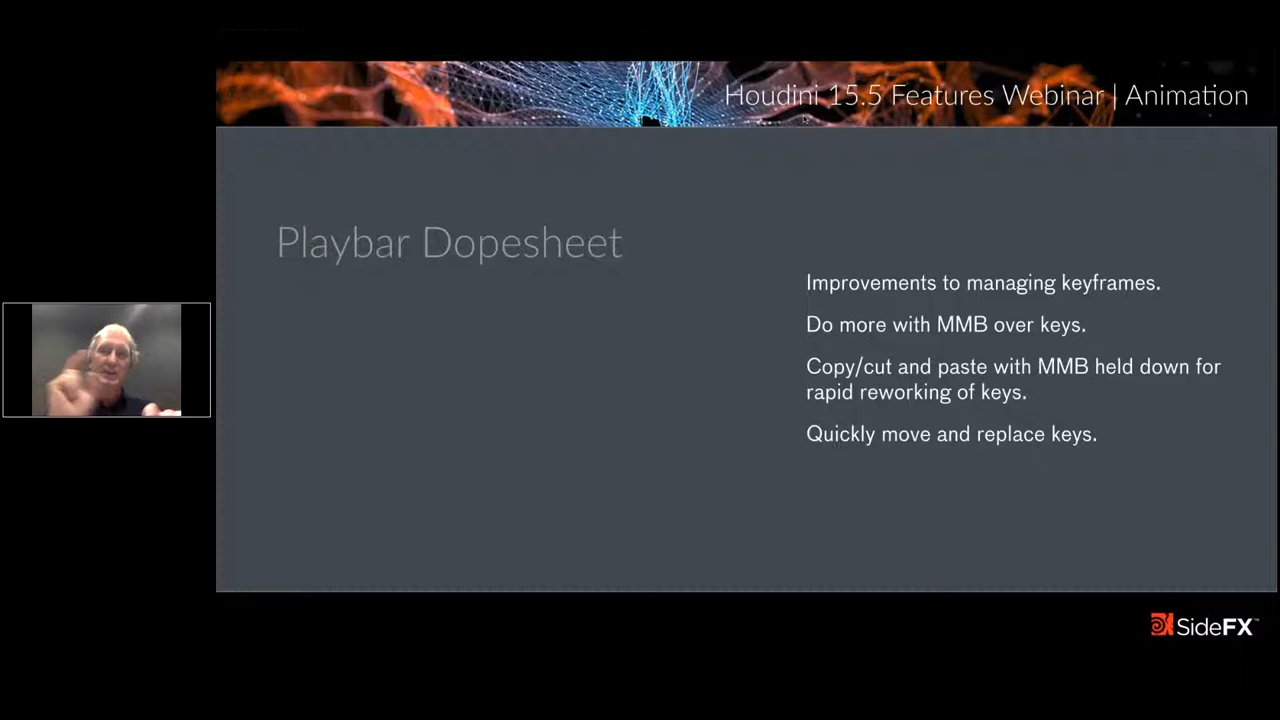 Houdini 15.5 Features Webinar | Animation
Playbar Dopesheet
Improvements to managing keyframes.
Do more with MMB over keys.
Copy/cut and paste with MMB held down for
rapid reworking of keys.
Quickly move and replace keys.
SideFX™